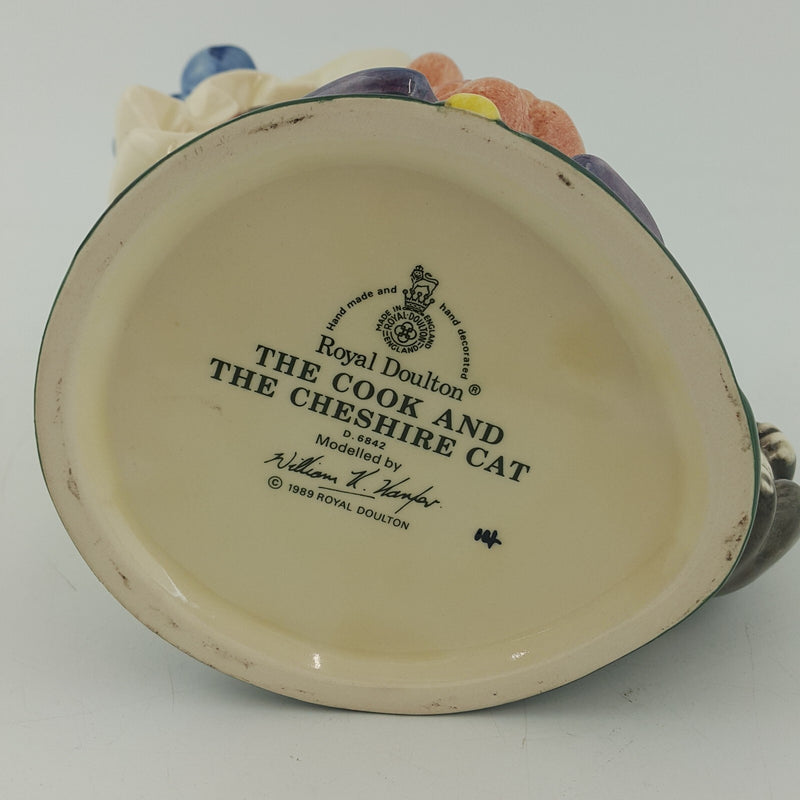 Hand made and hand decorated
MADE IN ENGLAND
ROYAL·DOULTON
ENGLAND
Royal Doulton ®
THE COOK AND
THE CHESHIRE CAT
D. 6842
Modelled by
William K. Harper.
© 1989 ROYAL DOULTON